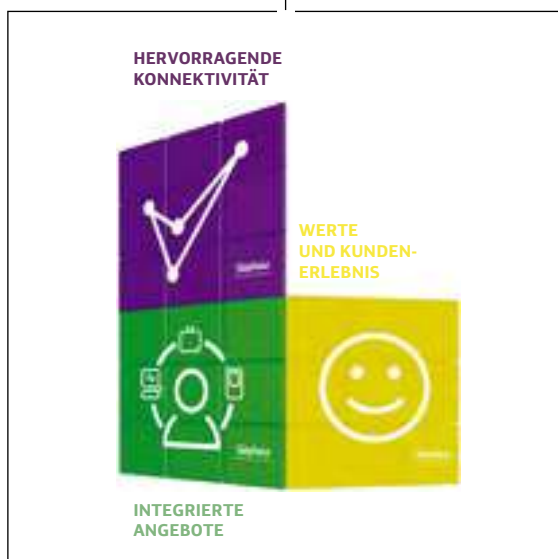 HERVORRAGENDE
KONNEKTIVITÄT
WERTE
UND KUNDEN-
ERLEBNIS
INTEGRIERTE
ANGEBOTE